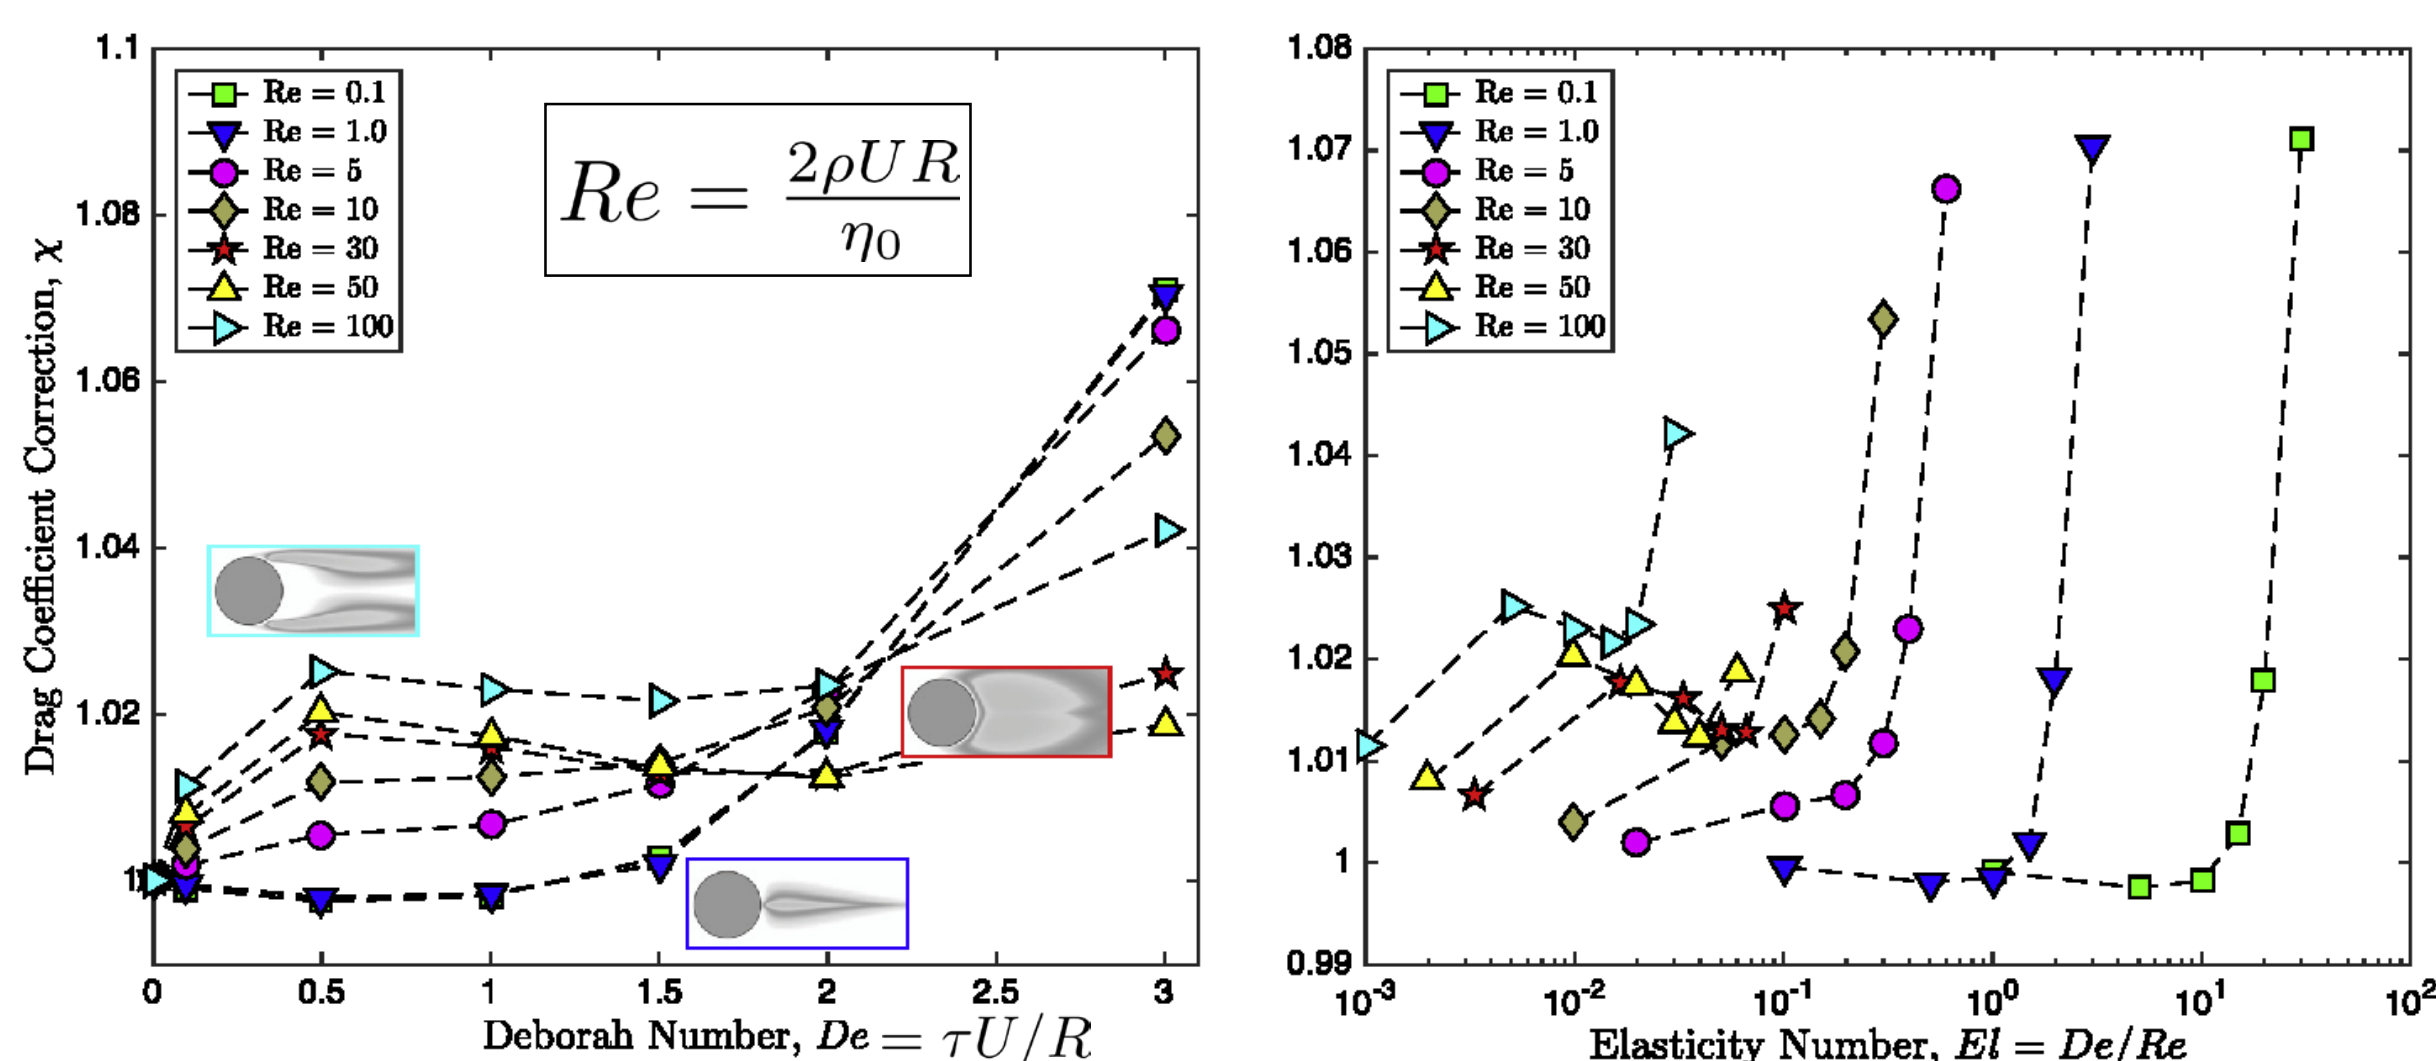 1.1
1.08
1.06
1.04
1.02
1
Drag Coefficient Correction, χ
Re = 0.1
Re = 1.0
Re = 5
Re = 10
Re = 30
Re = 50
Re = 100
Re = 2ρUR / η₀
0 0.5 1 1.5 2 2.5 3
Deborah Number, De = τU/R
1.08
1.07
1.06
1.05
1.04
1.03
1.02
1.01
1
0.99
Re = 0.1
Re = 1.0
Re = 5
Re = 10
Re = 30
Re = 50
Re = 100
10⁻³ 10⁻² 10⁻¹ 10⁰ 10¹ 10²
Elasticity Number, El = De/Re